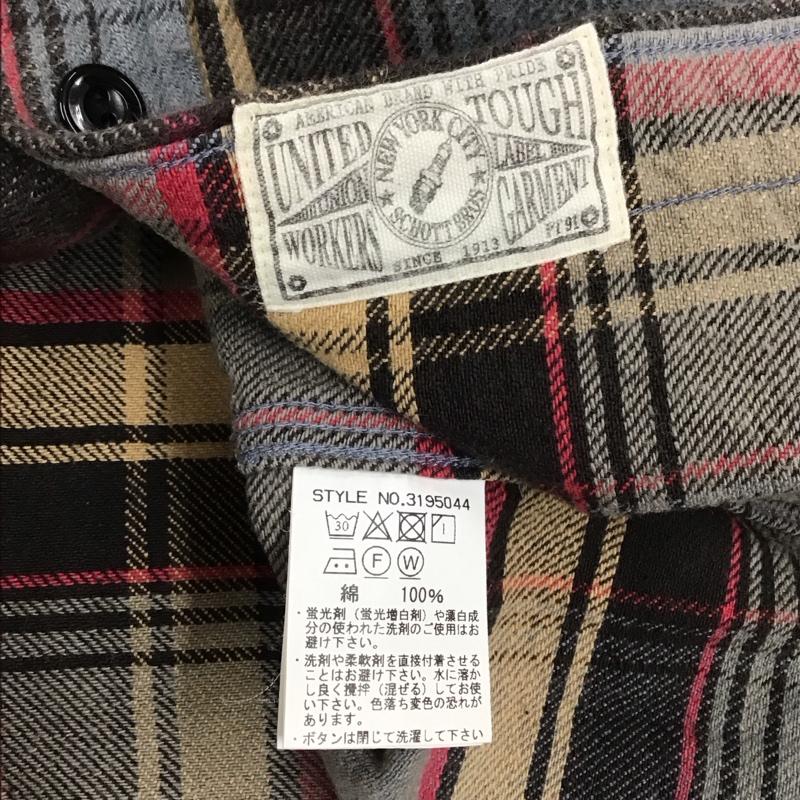 AMERICAN BRAND WITH PRIDE
UNITED TOUGH
NEW YORK CITY
UNION LABEL
WORKERS GARMENT
SCHOTT BROS
SINCE 1913
STYLE NO.3195044
30
F W
綿 100%
・蛍光剤（蛍光増白剤）や漂白成
分の使われた洗剤のご使用はお
避け下さい。
・洗剤や柔軟剤を直接付着させる
ことはお避け下さい。水に溶か
し良く攪拌（混ぜる）してお使
い下さい。色落ち変色の恐れが
あります。
・ボタンは閉じて洗濯して下さい